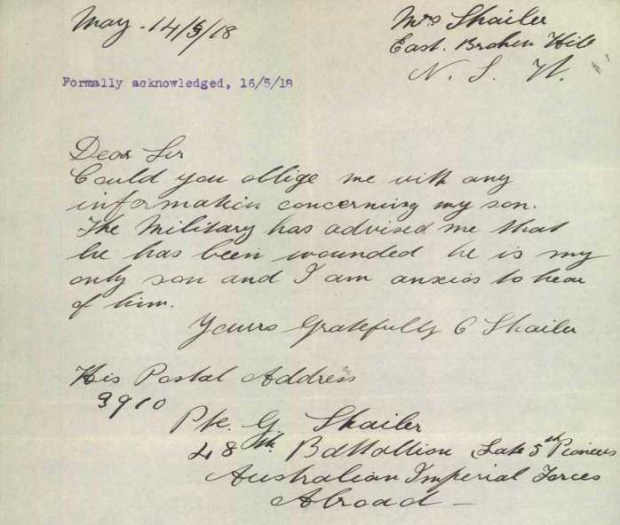 May. 14/5/18
Mrs Shailer
East. Broken Hill
N. S. W.
Formally acknowledged, 16/5/18
Dear Sir
Could you oblige me with any
information concerning my son.
The Military has advised me that
he has been wounded he is my
only son and I am anxios to hear
of him.
Yours Gratefully C Shailer
His Postal Address
3910
Pte. G. Shailer
48th Battallion Late 5th Pioneers
Australian Imperial Forces
Abroad —